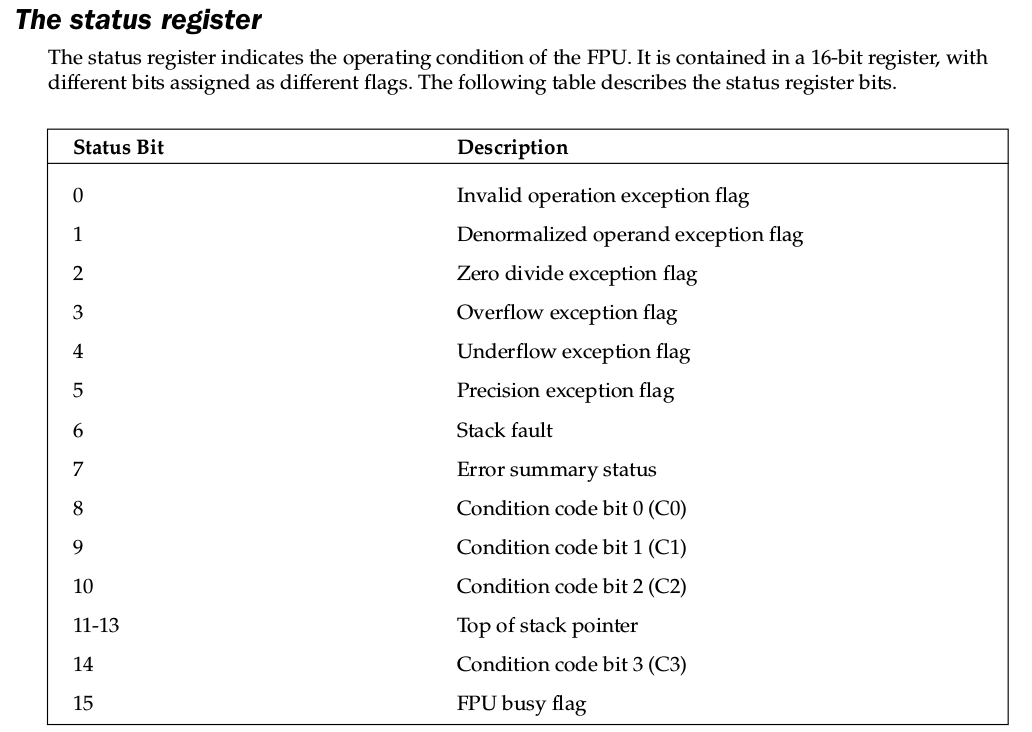 The status register
The status register indicates the operating condition of the FPU. It is contained in a 16-bit register, with
different bits assigned as different flags. The following table describes the status register bits.
Status Bit Description
0 Invalid operation exception flag
1 Denormalized operand exception flag
2 Zero divide exception flag
3 Overflow exception flag
4 Underflow exception flag
5 Precision exception flag
6 Stack fault
7 Error summary status
8 Condition code bit 0 (C0)
9 Condition code bit 1 (C1)
10 Condition code bit 2 (C2)
11-13 Top of stack pointer
14 Condition code bit 3 (C3)
15 FPU busy flag